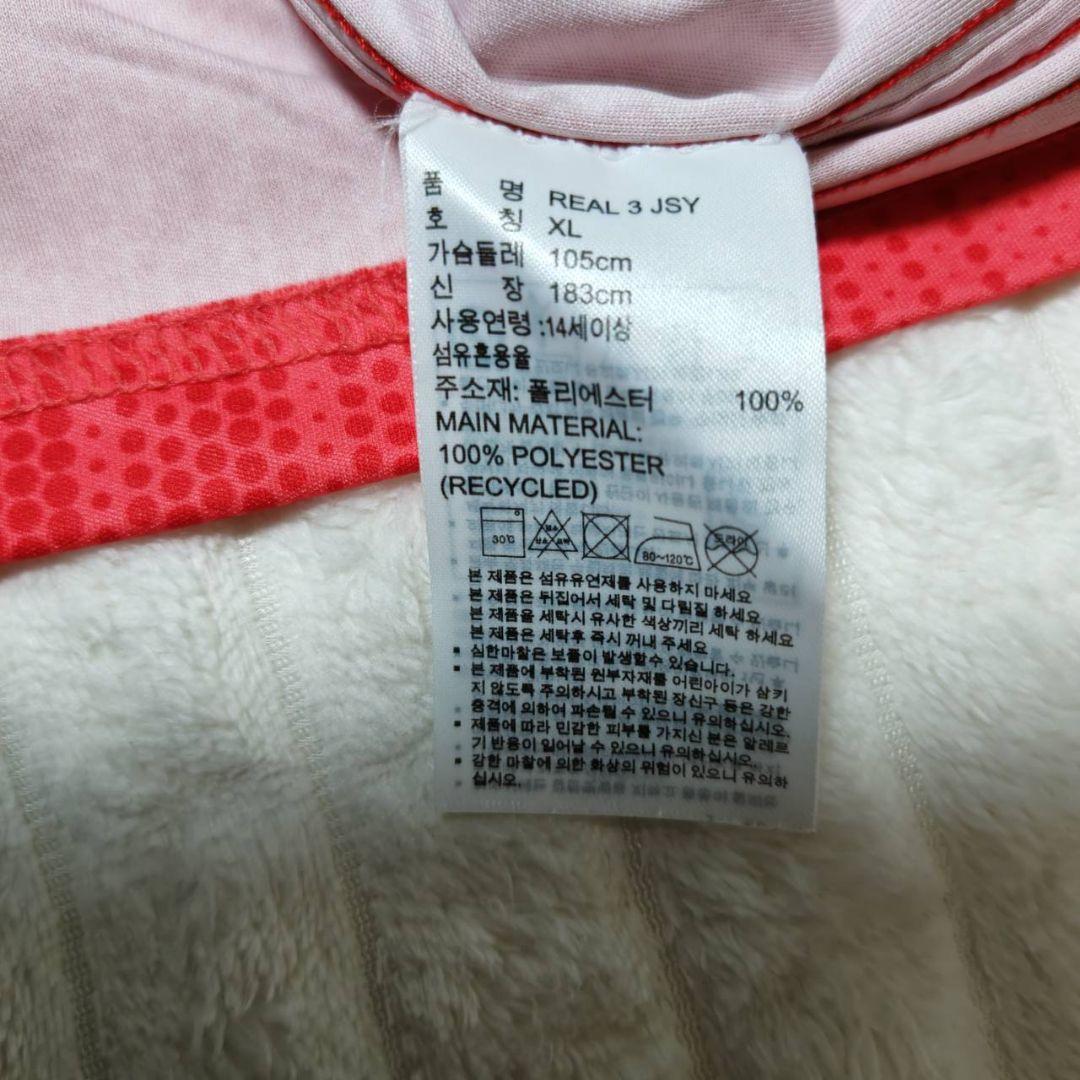 품 명 REAL 3 JSY
호 칭 XL
가슴둘레 105cm
신 장 183cm
사용연령 :14세이상
섬유혼용율
주소재: 폴리에스터 100%
MAIN MATERIAL:
100% POLYESTER
(RECYCLED)
30℃ 염소 산소 표백 80~120℃ 드라이
본 제품은 섬유유연제를 사용하지 마세요
본 제품은 뒤집어서 세탁 및 다림질 하세요
본 제품을 세탁시 유사한 색상끼리 세탁 하세요
본 제품은 세탁후 즉시 꺼내 주세요
▪ 심한마찰은 보풀이 발생할수 있습니다.
▪ 본 제품에 부착된 원부자재를 어린아이가 삼키
지 않도록 주의하시고 부착된 장신구 등은 강한
충격에 의하여 파손될 수 있으니 유의하십시오.
▪ 제품에 따라 민감한 피부를 가지신 분은 알레르
기 반응이 일어날 수 있으니 유의하십시오.
▪ 강한 마찰에 의한 화상의 위험이 있으니 유의하
십시오.